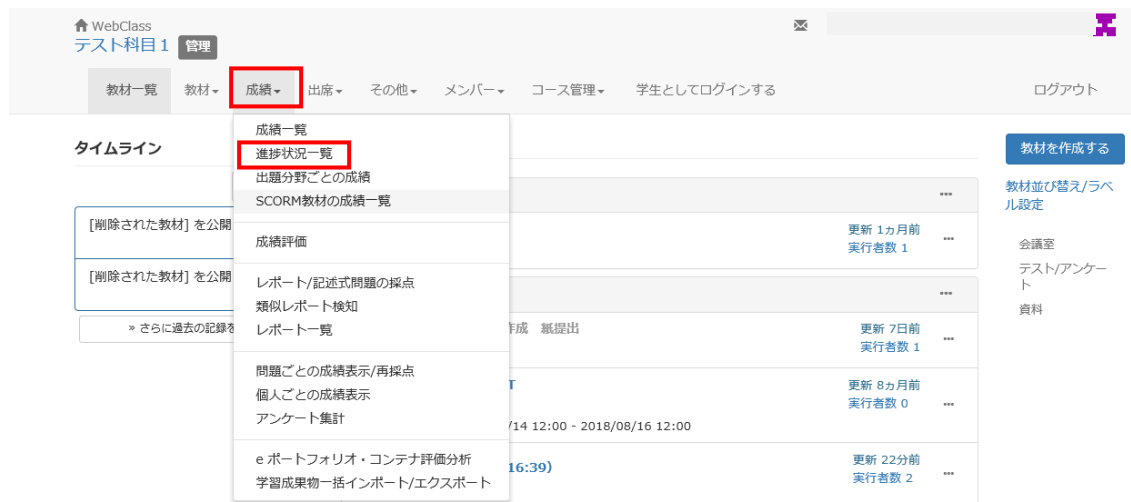 WebClass
テスト科目1 管理
教材一覧 教材 成績 出席 その他 メンバー コース管理 学生としてログインする ログアウト
タイムライン
成績一覧
進捗状況一覧
出題分野ごとの成績
SCORM教材の成績一覧
成績評価
レポート/記述式問題の採点
類似レポート検知
レポート一覧
問題ごとの成績表示/再採点
個人ごとの成績表示
アンケート集計
e ポートフォリオ・コンテナ評価分析
学習成果物一括インポート/エクスポート
[削除された教材] を公開
[削除された教材] を公開
» さらに過去の記録を
更新 1ヵ月前
実行者数 1
作成 紙提出
更新 7日前
実行者数 1
T
更新 8ヵ月前
実行者数 0
/14 12:00 - 2018/08/16 12:00
16:39)
更新 22分前
実行者数 2
教材を作成する
教材並び替え/ラベ
ル設定
会議室
テスト/アンケー
ト
資料